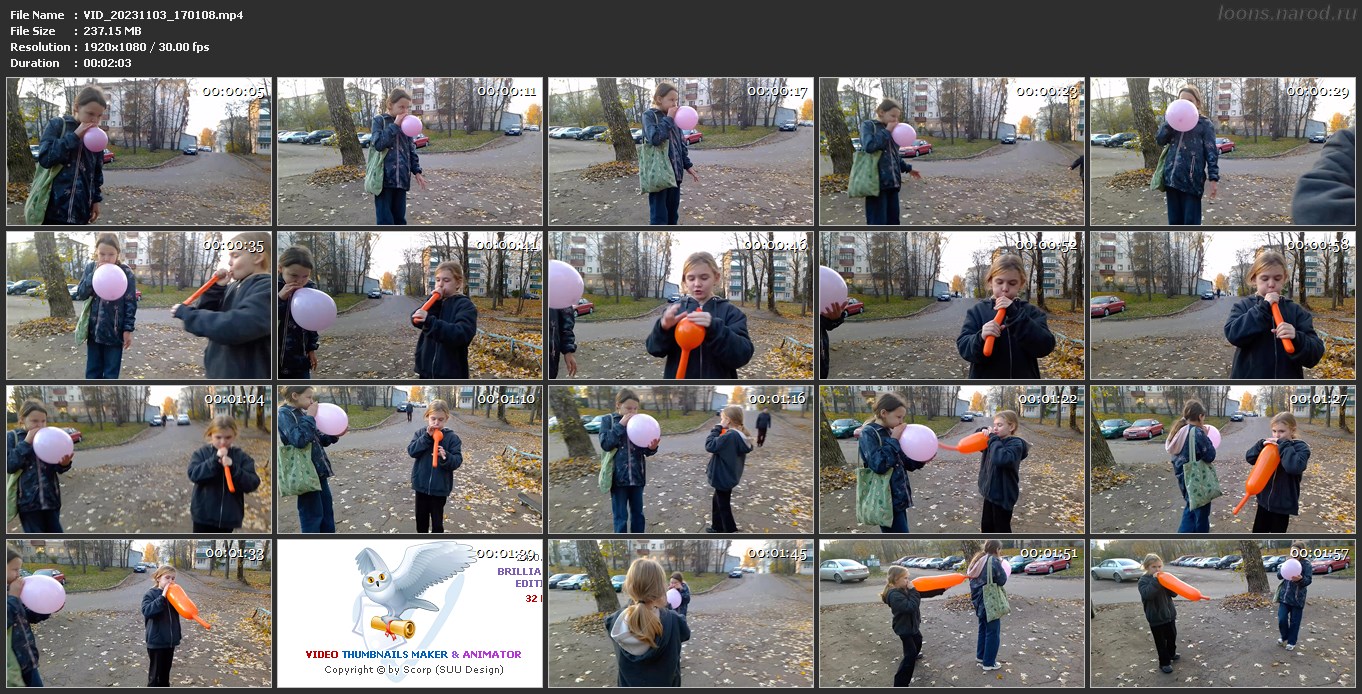 File Name : VID_20231103_170108.mp4
loons.narod.ru
File Size : 237.15 MB
Resolution : 1920x1080 / 30.00 fps
Duration : 00:02:03
00:00:05
00:00:11
00:00:17
00:00:23
00:00:29
00:00:35
00:00:41
00:00:46
00:00:52
00:00:58
00:01:04
00:01:10
00:01:16
00:01:22
00:01:27
00:01:33
00:01:39
BRILLIA
EDIT
32
VIDEO THUMBNAILS MAKER & ANIMATOR
Copyright © by Scorp (SUU Design)
00:01:45
00:01:51
00:01:57